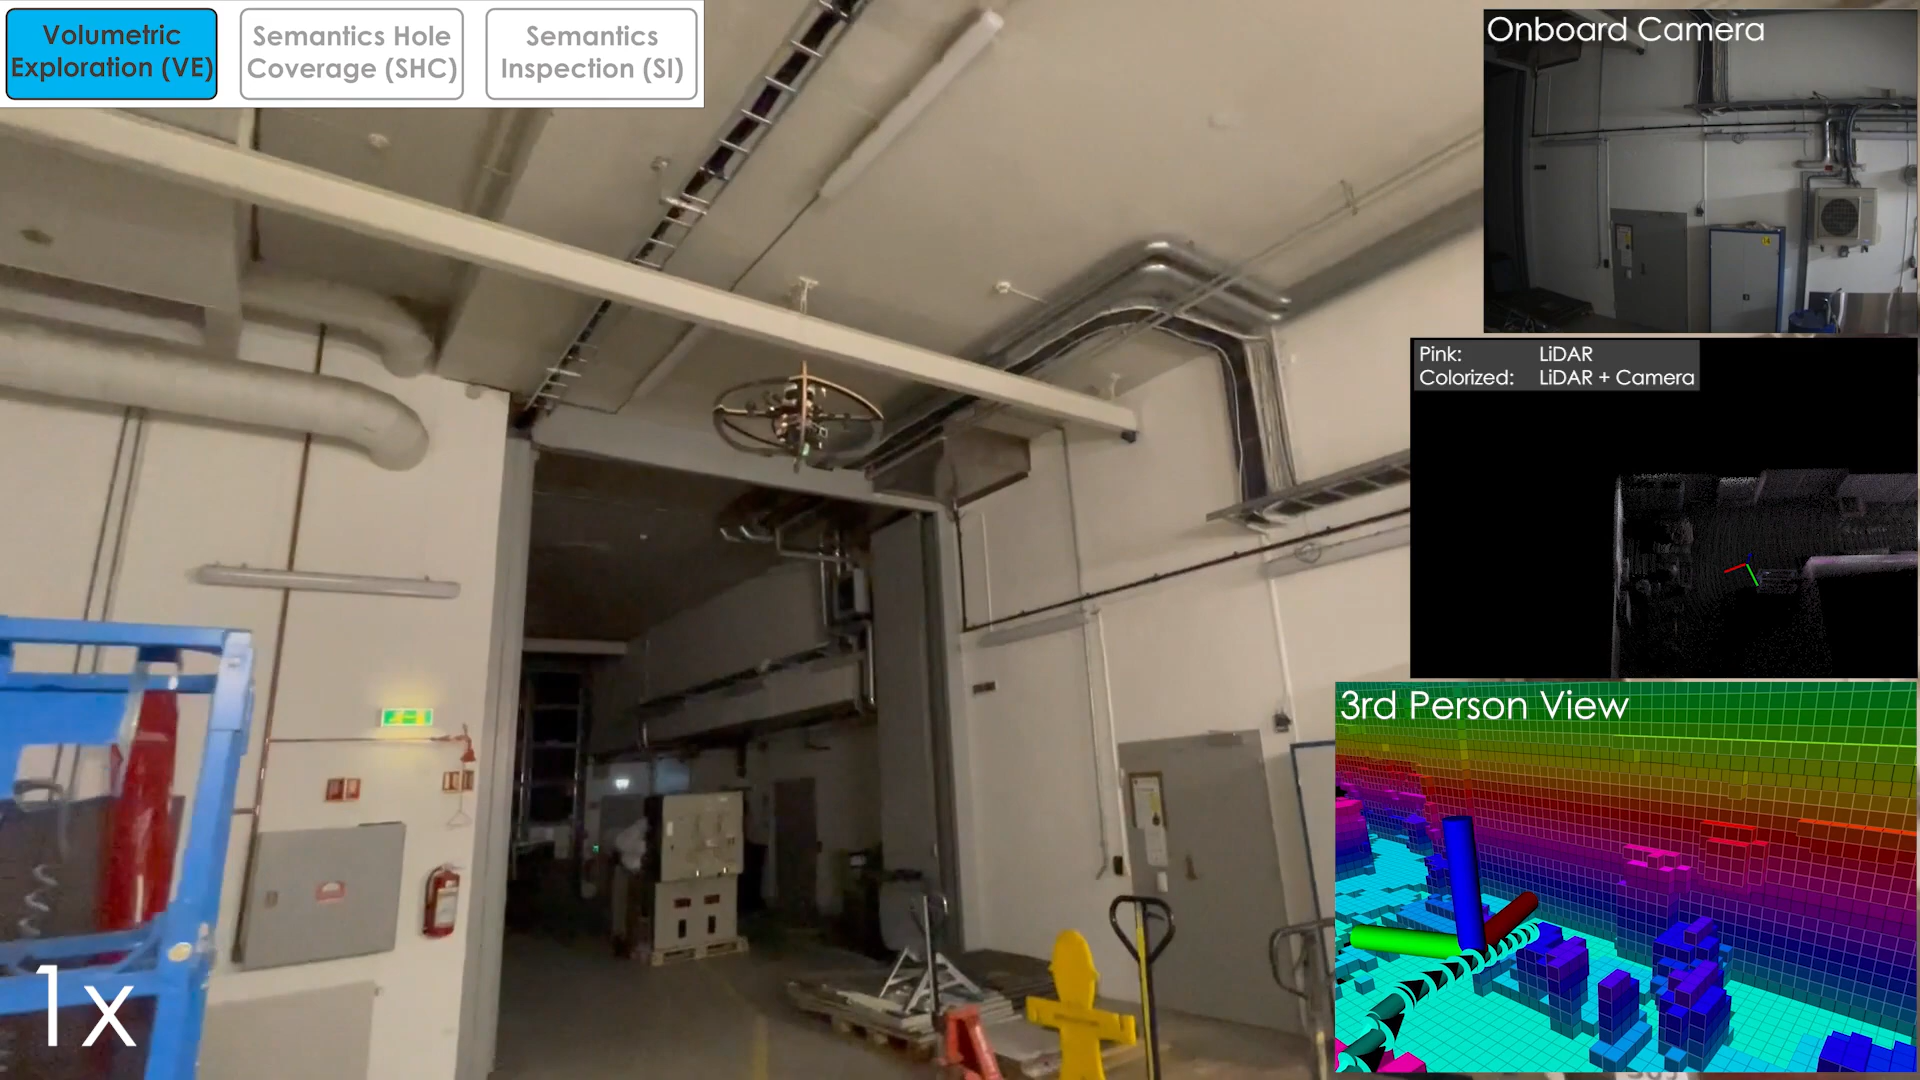 Volumetric
Exploration (VE)
Semantics Hole
Coverage (SHC)
Semantics
Inspection (SI)
Onboard Camera
Pink: LiDAR
Colorized: LiDAR + Camera
3rd Person View
1x